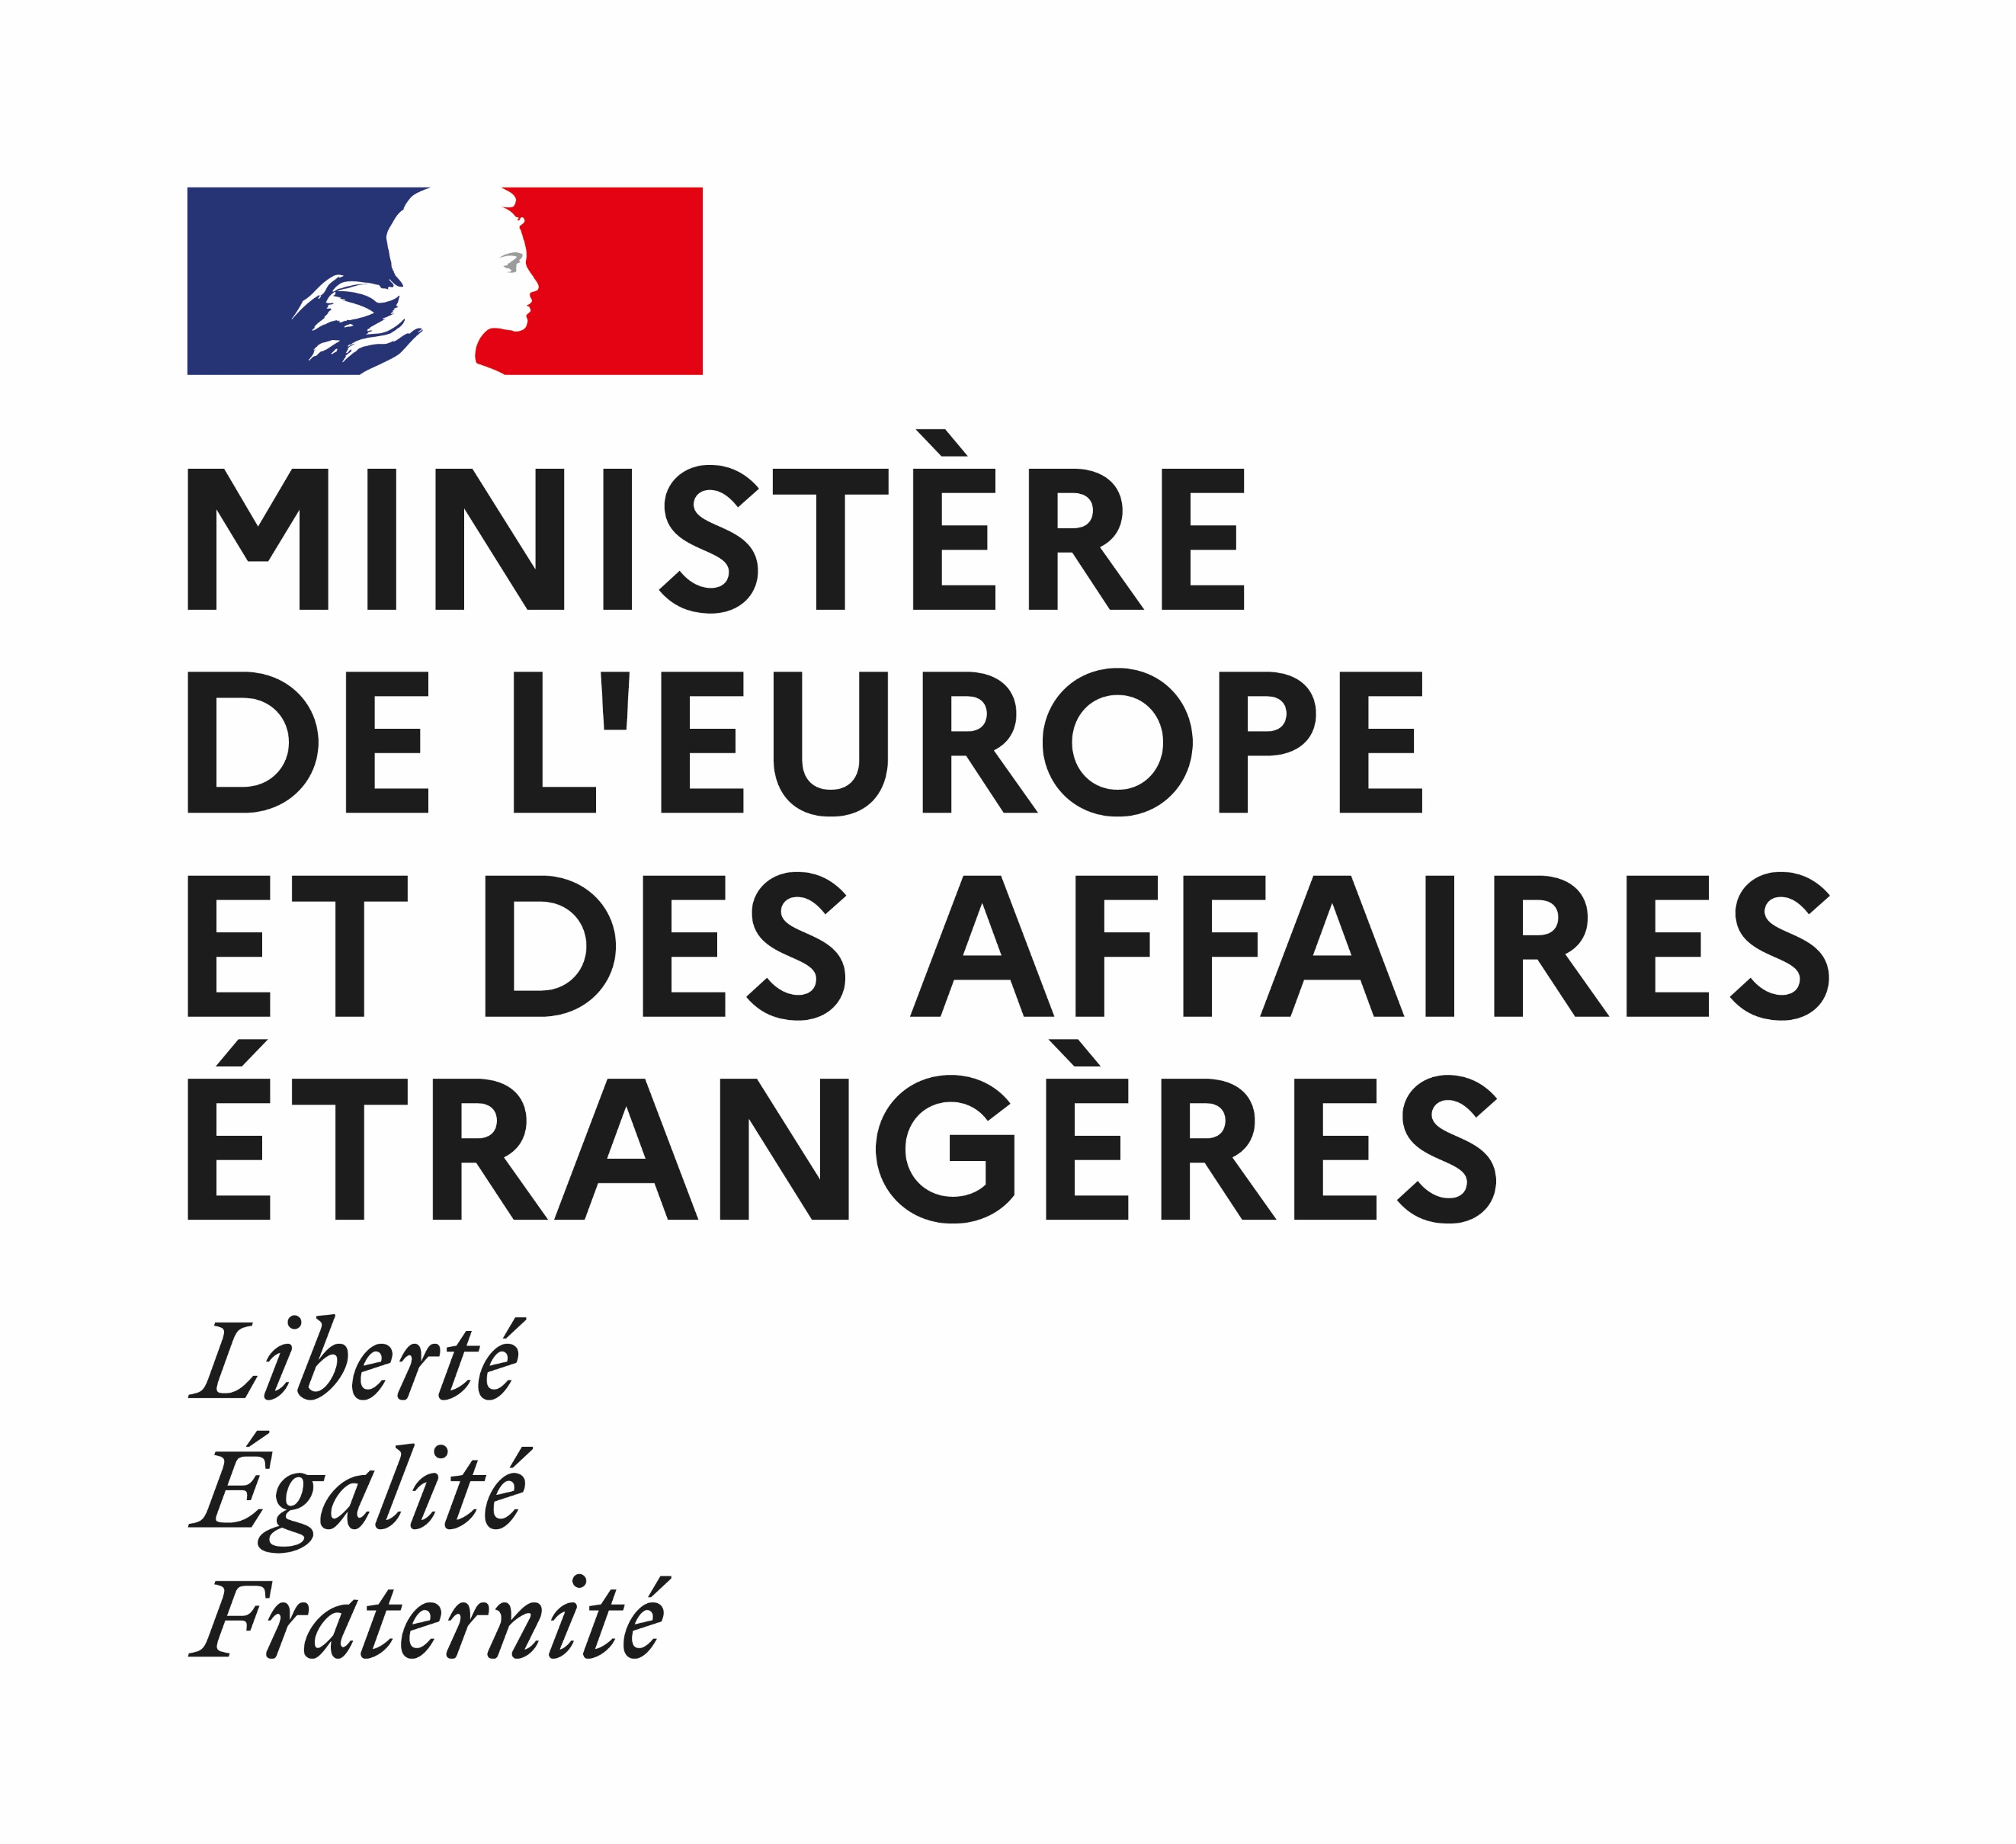 MINISTÈRE
DE L'EUROPE
ET DES AFFAIRES
ÉTRANGÈRES
Liberté
Égalité
Fraternité